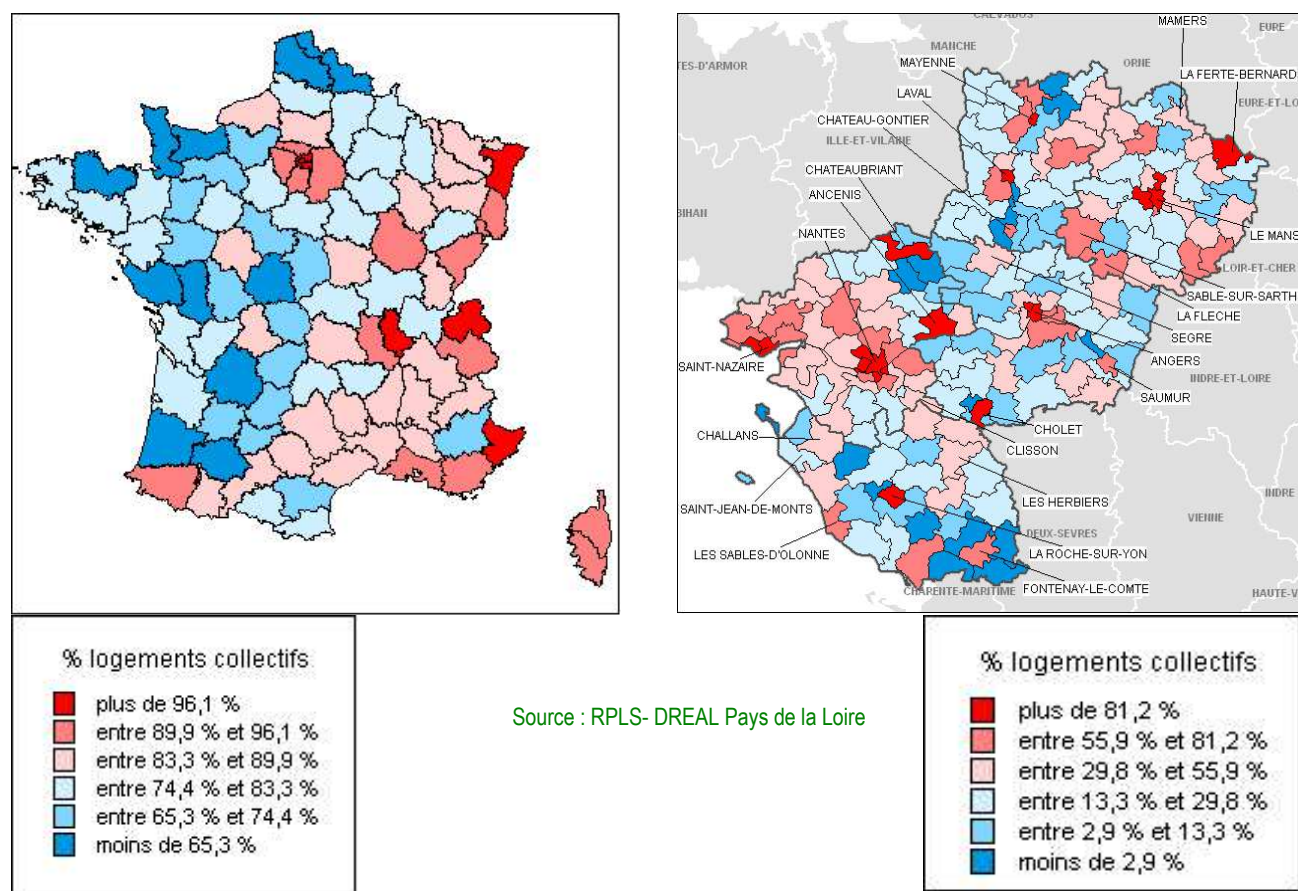 CALVADOS
MAMERS
EURE
MANCHE
ORNE
MAYENNE
LA FERTE-BERNARD
LAVAL
CHATEAU-GONTIER
ILLE-ET-VILAINE
CHATEAUBRIANT
ANCENIS
NANTES
LE MANS
LOIR-ET-CHER
SABLE-SUR-SARTH
LA FLECHE
SEGRE
ANGERS
SAINT-NAZAIRE
INDRE-ET-LOIRE
SAUMUR
CHOLET
CHALLANS
CLISSON
LES HERBIERS
INDRE
SAINT-JEAN-DE-MONTS
VIENNE
DEUX-SEVRES
LES SABLES-D'OLONNE
LA ROCHE-SUR-YON
FONTENAY-LE-COMTE
CHARENTE-MARITIME
HAUTE-V
% logements collectifs
plus de 96,1 %
entre 89,9 % et 96,1 %
entre 83,3 % et 89,9 %
entre 74,4 % et 83,3 %
entre 65,3 % et 74,4 %
moins de 65,3 %
Source : RPLS- DREAL Pays de la Loire
% logements collectifs
plus de 81,2 %
entre 55,9 % et 81,2 %
entre 29,8 % et 55,9 %
entre 13,3 % et 29,8 %
entre 2,9 % et 13,3 %
moins de 2,9 %